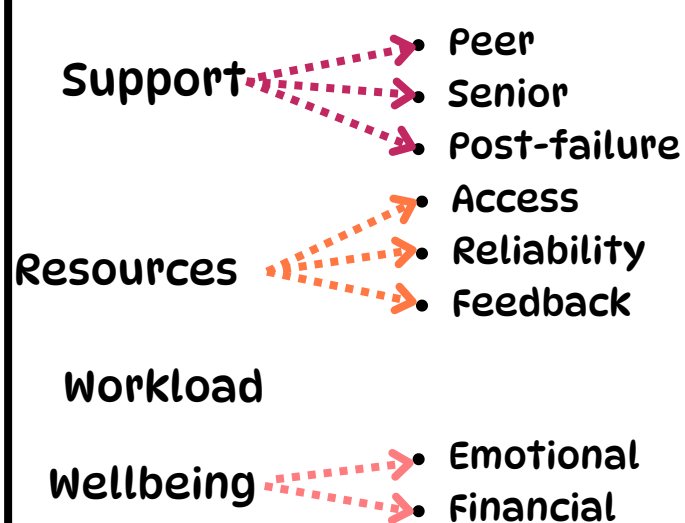 Support
• Peer
• Senior
• Post-failure
Resources
• Access
• Reliability
• Feedback
Workload
Wellbeing
• Emotional
• Financial